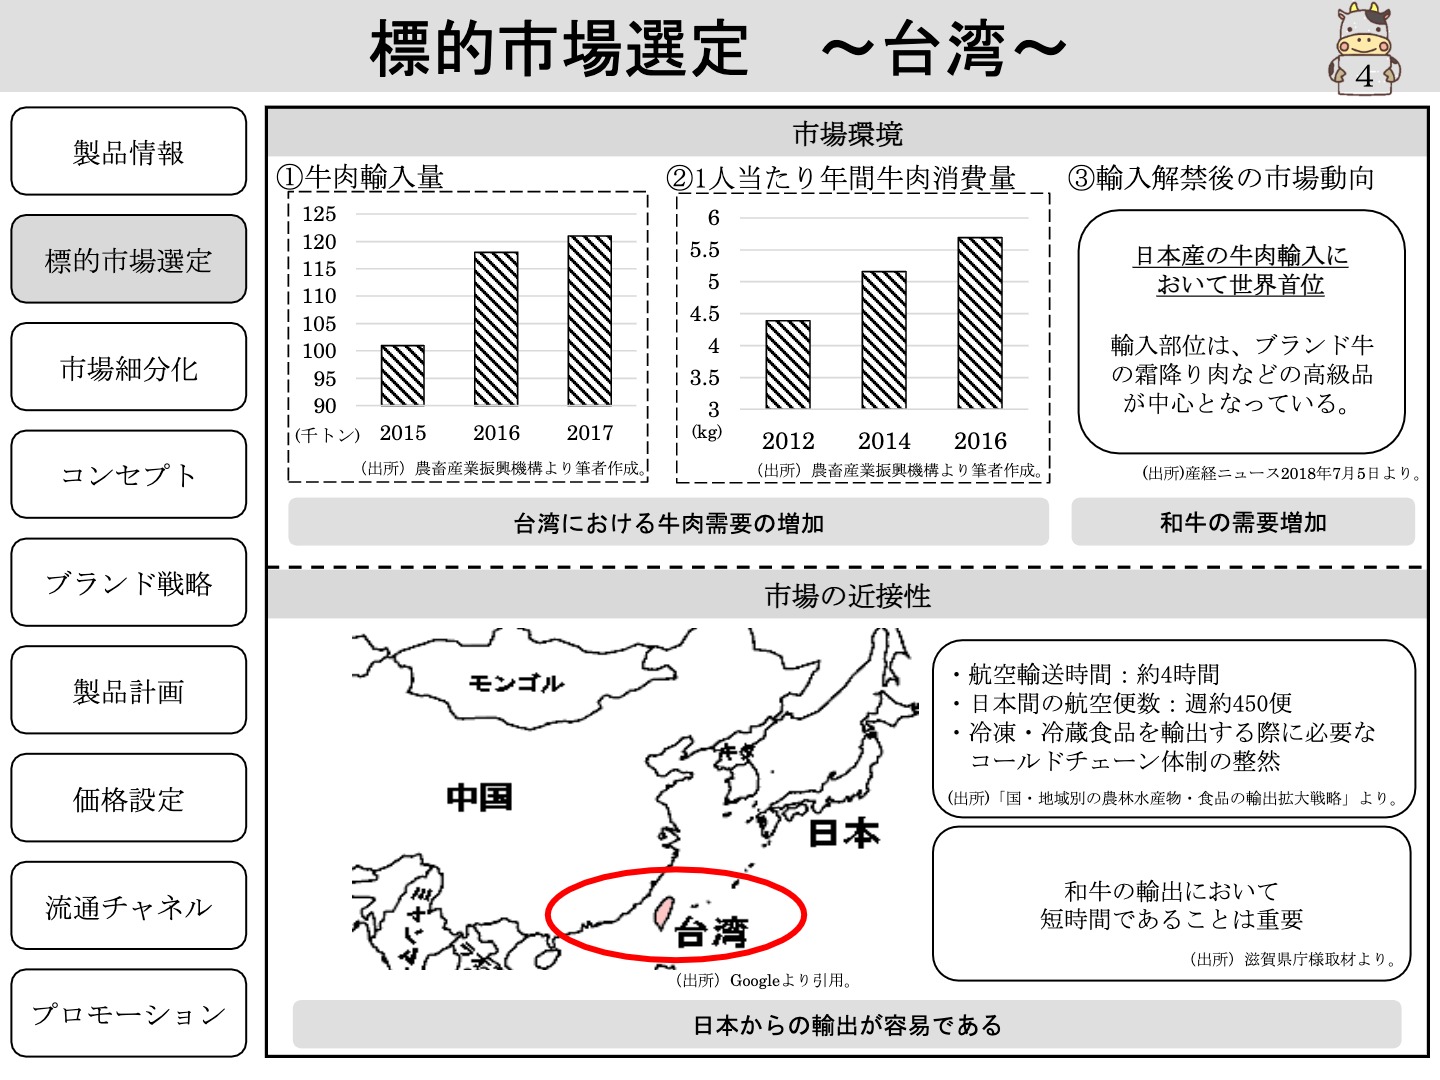 標的市場選定　～台湾～
4
製品情報
標的市場選定
市場細分化
コンセプト
ブランド戦略
製品計画
価格設定
流通チャネル
プロモーション
市場環境
①牛肉輸入量
125
120
115
110
105
100
95
90
(千トン)
2015 2016 2017
（出所）農畜産業振興機構より筆者作成。
②1人当たり年間牛肉消費量
6
5.5
5
4.5
4
3.5
3
(kg)
2012 2014 2016
（出所）農畜産業振興機構より筆者作成。
③輸入解禁後の市場動向
日本産の牛肉輸入に
おいて世界首位
輸入部位は、ブランド牛
の霜降り肉などの高級品
が中心となっている。
(出所)産経ニュース2018年7月5日より。
台湾における牛肉需要の増加
和牛の需要増加
市場の近接性
モンゴル
中国
日本
台湾
（出所）Googleより引用。
・航空輸送時間：約4時間
・日本間の航空便数：週約450便
・冷凍・冷蔵食品を輸出する際に必要な
コールドチェーン体制の整然
(出所)「国・地域別の農林水産物・食品の輸出拡大戦略」より。
和牛の輸出において
短時間であることは重要
（出所）滋賀県庁様取材より。
日本からの輸出が容易である